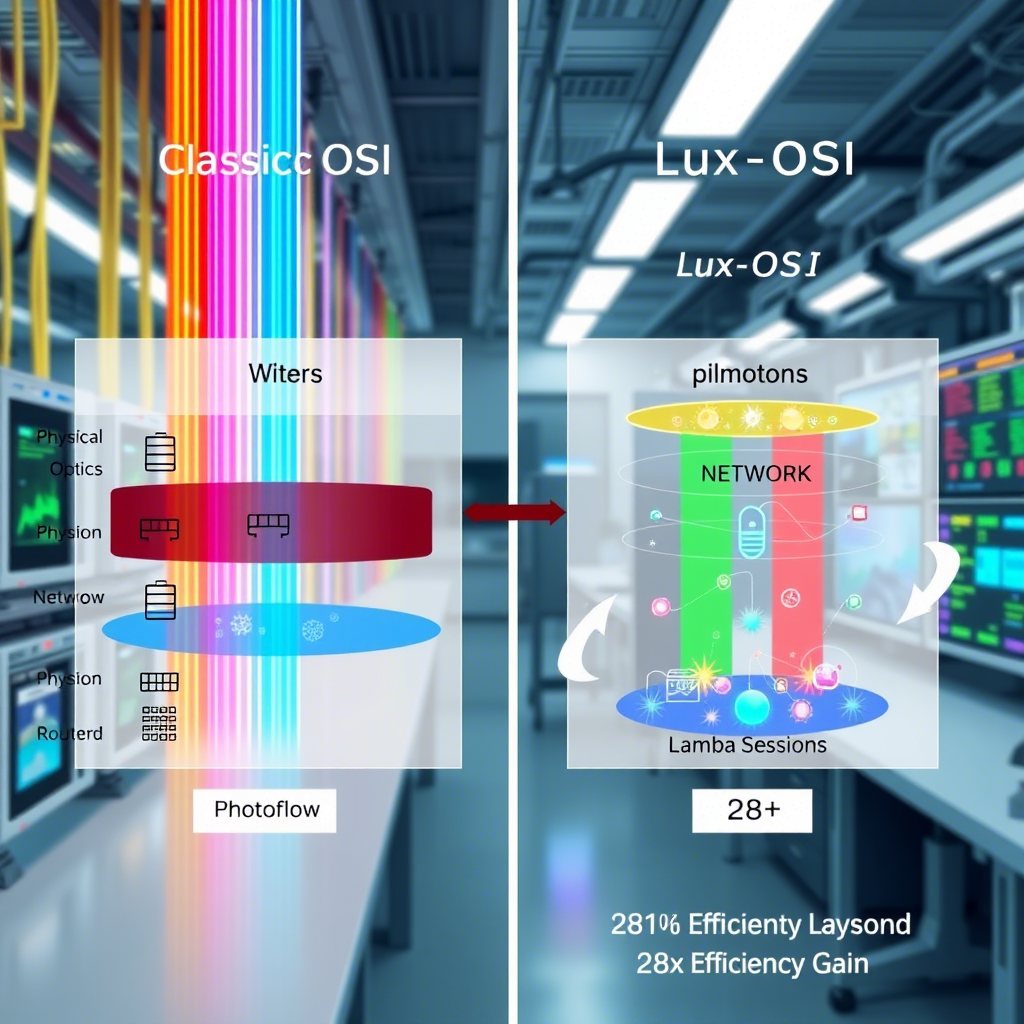 Classicc OSI
Witers
Physical
Optics
Physion
Netwow
Physion
Routerd
Photoflow
Lux-OSI
Lux-OSI
pilmotons
NETWORK
Lamba Sessions
28+
281% Efficienty Laysond
28x Efficiency Gain